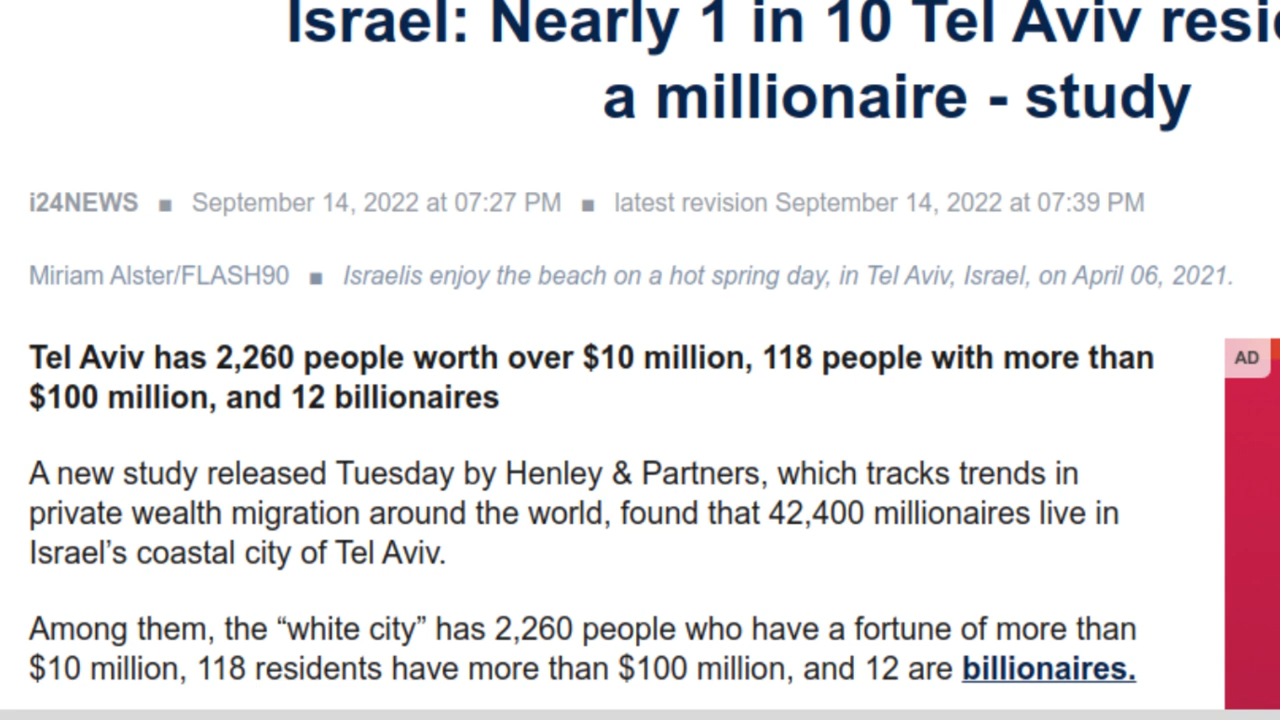 Israel: Nearly 1 in 10 Tel Aviv
a millionaire - study
i24NEWS ■ September 14, 2022 at 07:27 PM ■ latest revision September 14, 2022 at 07:39 PM
Miriam Alster/FLASH90 ■ Israelis enjoy the beach on a hot spring day, in Tel Aviv, Israel, on April 06, 2021.
Tel Aviv has 2,260 people worth over $10 million, 118 people with more than
$100 million, and 12 billionaires
AD
A new study released Tuesday by Henley & Partners, which tracks trends in
private wealth migration around the world, found that 42,400 millionaires live in
Israel’s coastal city of Tel Aviv.
Among them, the “white city” has 2,260 people who have a fortune of more than
$10 million, 118 residents have more than $100 million, and 12 are billionaires.